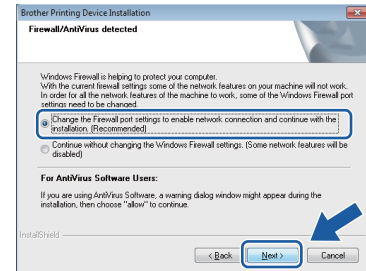 Brother Printing Device Installation
Firewall/AntiVirus detected
Windows Firewall is helping to protect your computer.
With the current firewall settings some of the network features on your machine will not work.
In order for all the network features of the machine to work, some of the Windows Firewall port
settings need to be changed.
Change the Firewall port settings to enable network connection and continue with the
installation. (Recommended)
Continue without changing the Windows Firewall settings. (Some network features will be
disabled)
For AntiVirus Software Users:
If you are using AntiVirus Software, a warning dialog window might appear during the
installation, then choose "allow" to continue.
InstallShield
< Back
Next >
Cancel